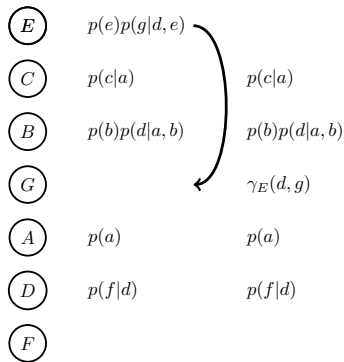 E p(e)p(g|d, e)
C p(c|a) p(c|a)
B p(b)p(d|a, b) p(b)p(d|a, b)
G γ_E(d, g)
A p(a) p(a)
D p(f|d) p(f|d)
F